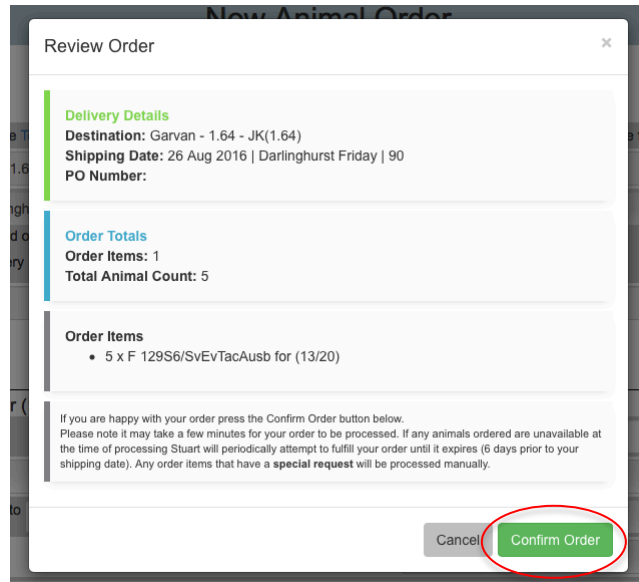 New Animal Order
Review Order
×
Delivery Details
Destination: Garvan - 1.64 - JK(1.64)
Shipping Date: 26 Aug 2016 | Darlinghurst Friday | 90
PO Number:
Order Totals
Order Items: 1
Total Animal Count: 5
Order Items
• 5 x F 129S6/SvEvTacAusb for (13/20)
If you are happy with your order press the Confirm Order button below.
Please note it may take a few minutes for your order to be processed. If any animals ordered are unavailable at
the time of processing Stuart will periodically attempt to fulfill your order until it expires (6 days prior to your
shipping date). Any order items that have a special request will be processed manually.
Cancel Confirm Order